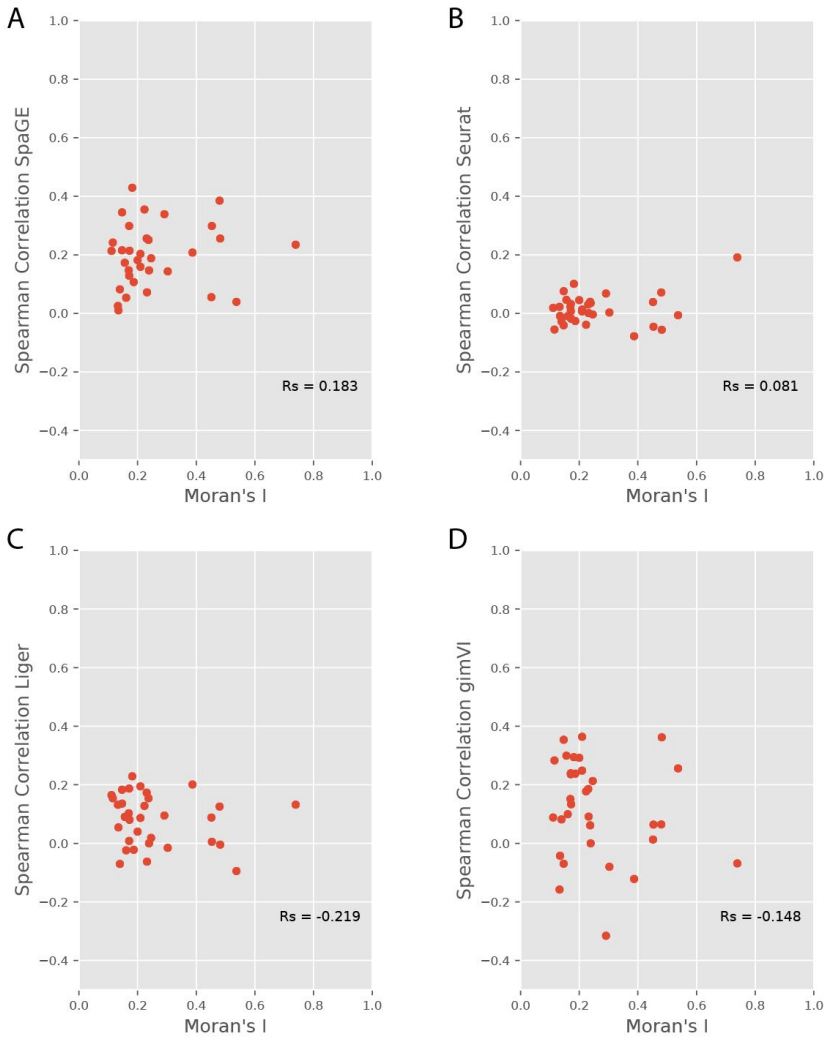 A
1.0
0.8
0.6
0.4
0.2
0.0
−0.2
−0.4
Spearman Correlation SpaGE
Rs = 0.183
0.0 0.2 0.4 0.6 0.8 1.0
Moran's I
B
1.0
0.8
0.6
0.4
0.2
0.0
−0.2
−0.4
Spearman Correlation Seurat
Rs = 0.081
0.0 0.2 0.4 0.6 0.8 1.0
Moran's I
C
1.0
0.8
0.6
0.4
0.2
0.0
−0.2
−0.4
Spearman Correlation Liger
Rs = -0.219
0.0 0.2 0.4 0.6 0.8 1.0
Moran's I
D
1.0
0.8
0.6
0.4
0.2
0.0
−0.2
−0.4
Spearman Correlation gimVI
Rs = -0.148
0.0 0.2 0.4 0.6 0.8 1.0
Moran's I